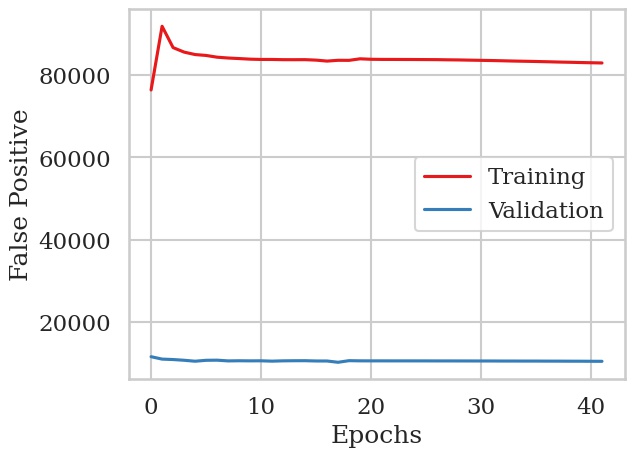 False Positive
80000
60000
40000
20000
Training
Validation
0 10 20 30 40
Epochs